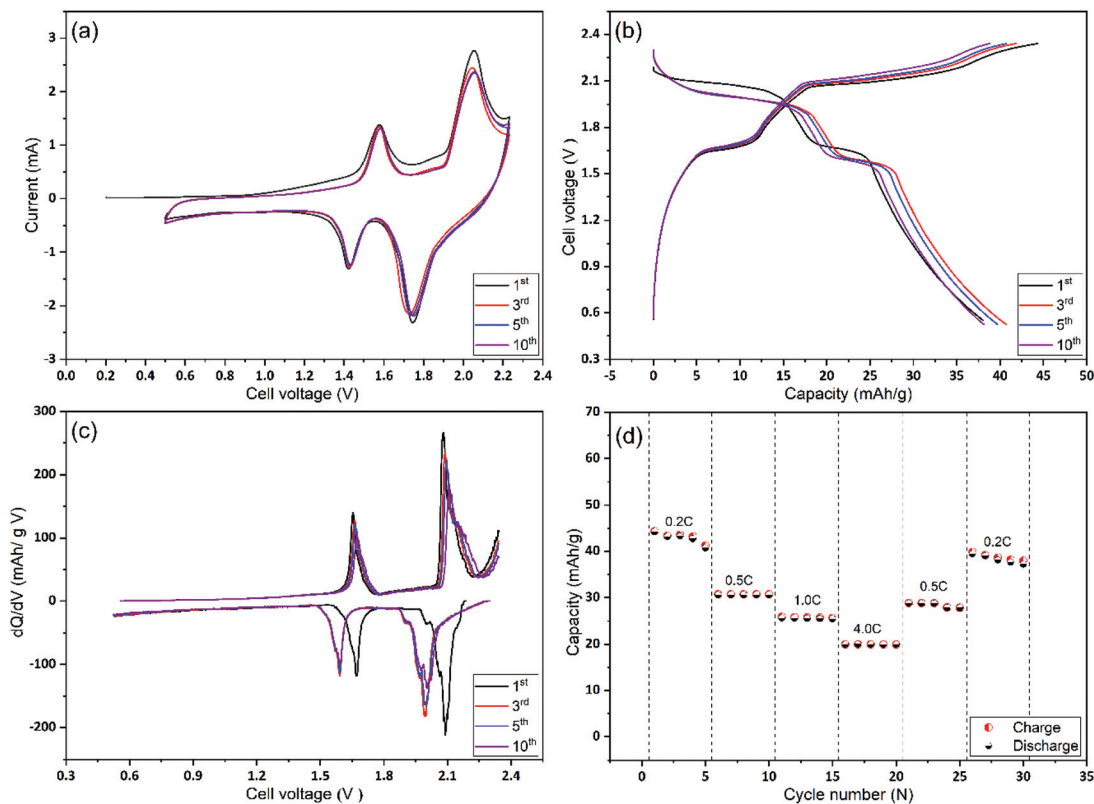 (a)
3
2
1
0
-1
-2
-3
Current (mA)
0.0 0.2 0.4 0.6 0.8 1.0 1.2 1.4 1.6 1.8 2.0 2.2 2.4
Cell voltage (V)
1st
3rd
5th
10th
(b)
2.4
2.1
1.8
1.5
1.2
0.9
0.6
0.3
Cell voltage (V )
-5 0 5 10 15 20 25 30 35 40 45 50
Capacity (mAh/g)
1st
3rd
5th
10th
(c)
300
200
100
0
-100
-200
dQ/dV (mAh/ g V)
0.3 0.6 0.9 1.2 1.5 1.8 2.1 2.4
Cell voltage (V )
1st
3rd
5th
10th
(d)
70
60
50
40
30
20
10
0
Capacity (mAh/g)
0.2C
0.5C
1.0C
4.0C
0.5C
0.2C
0 5 10 15 20 25 30 35
Cycle number (N)
Charge
Discharge